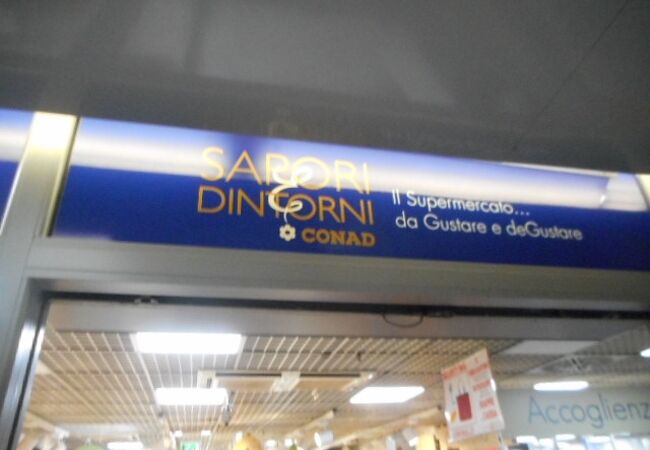 SAPORI
&
DINTORNI
CONAD
Il Supermercato...
da Gustare e deGustare
Accoglienz